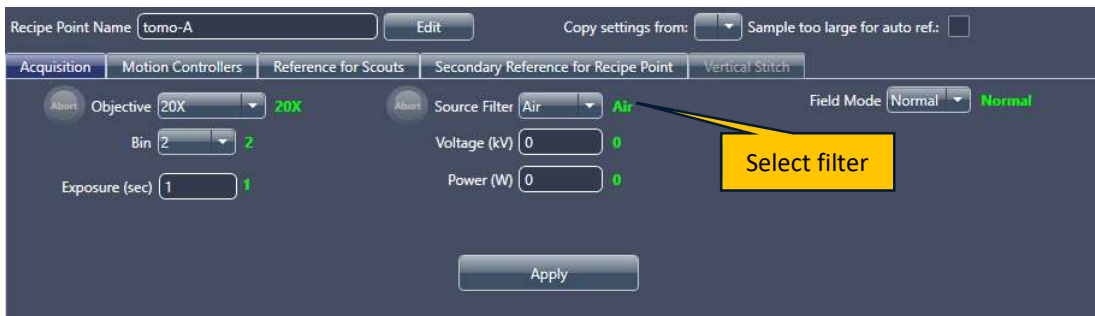 Recipe Point Name tomo-A Edit Copy settings from: Sample too large for auto ref.:
Acquisition Motion Controllers Reference for Scouts Secondary Reference for Recipe Point Vertical Stitch
Abort Objective 20X 20X Abort Source Filter Air Air Field Mode Normal Normal
Bin 2 2 Voltage (kV) 0 0
Select filter
Exposure (sec) 1 1 Power (W) 0 0
Apply